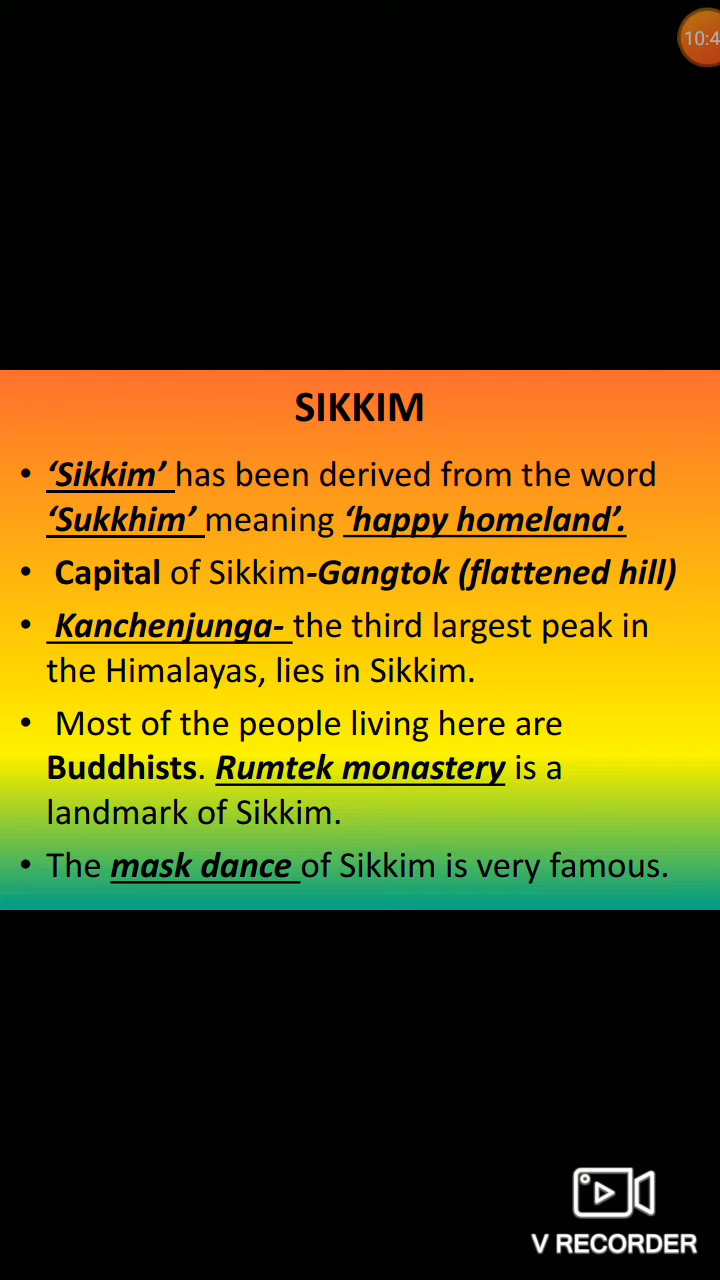 10:4
SIKKIM
• ‘Sikkim’ has been derived from the word
‘Sukkhim’ meaning ‘happy homeland’.
• Capital of Sikkim-Gangtok (flattened hill)
• Kanchenjunga- the third largest peak in
the Himalayas, lies in Sikkim.
• Most of the people living here are
Buddhists. Rumtek monastery is a
landmark of Sikkim.
• The mask dance of Sikkim is very famous.
V RECORDER